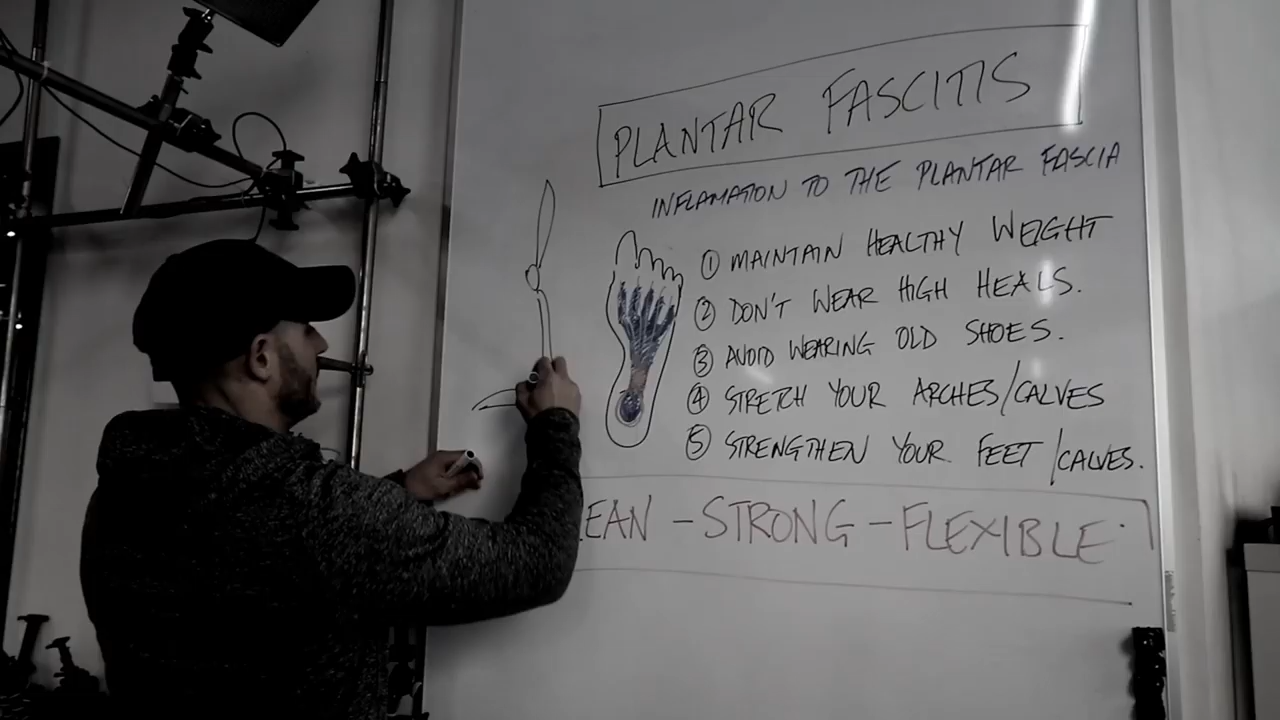 PLANTAR FASCITIS
INFLAMATION TO THE PLANTAR FASCIA
① MAINTAIN HEALTHY WEIGHT
② DON'T WEAR HIGH HEALS.
③ AVOID WEARING OLD SHOES.
④ STRETCH YOUR ARCHES/CALVES
⑤ STRENGTHEN YOUR FEET/CALVES.
EAN - STRONG - FLEXIBLE